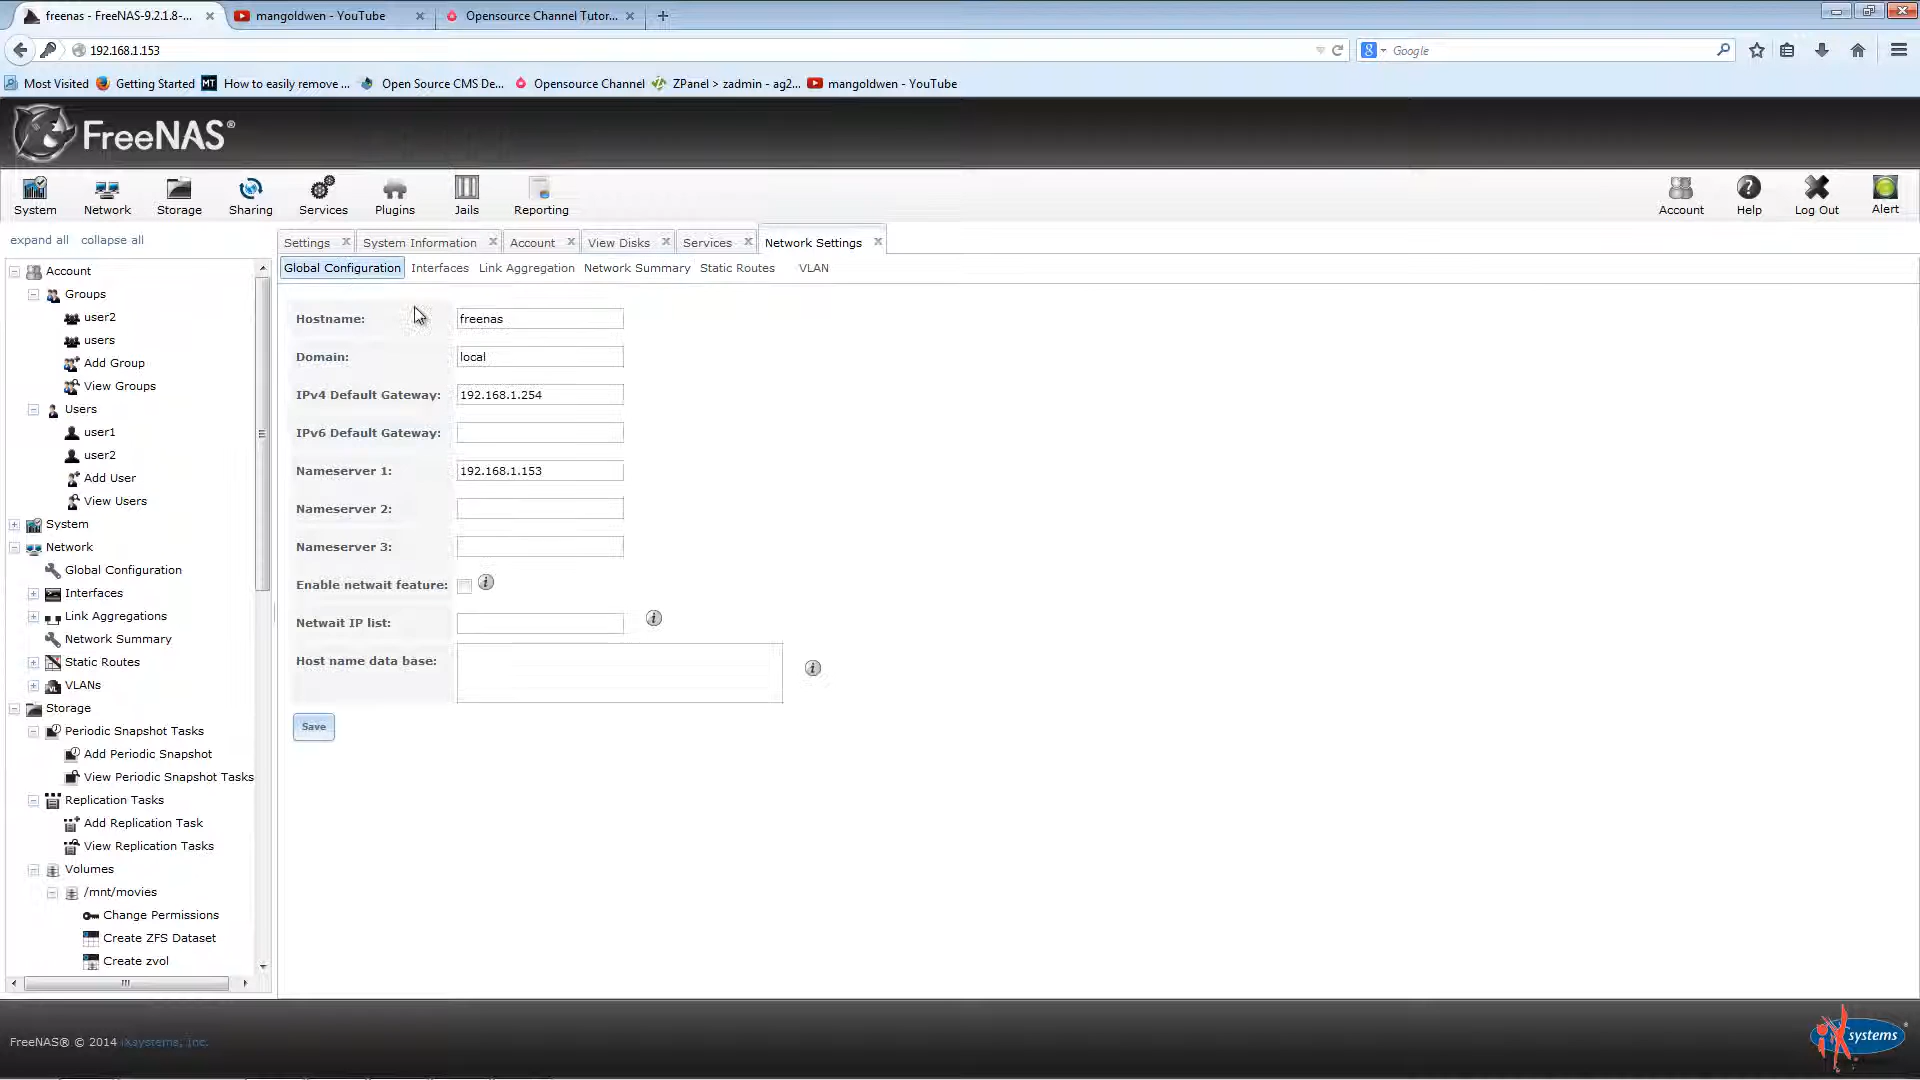 freenas - FreeNAS-9.2.1.8-...
mangoldwen - YouTube
Opensource Channel Tutor...
192.168.1.153
Google
Most Visited
Getting Started
MT
How to easily remove ...
Open Source CMS De...
Opensource Channel
ZPanel > zadmin - ag2...
mangoldwen - YouTube
FreeNAS®
System
Network
Storage
Sharing
Services
Plugins
Jails
Reporting
Account
Help
Log Out
Alert
expand all
collapse all
Account
Groups
user2
users
Add Group
View Groups
Users
user1
user2
Add User
View Users
System
Network
Global Configuration
Interfaces
Link Aggregations
Network Summary
Static Routes
VLANs
Storage
Periodic Snapshot Tasks
Add Periodic Snapshot
View Periodic Snapshot Tasks
Replication Tasks
Add Replication Task
View Replication Tasks
Volumes
/mnt/movies
Change Permissions
Create ZFS Dataset
Create zvol
Settings
System Information
Account
View Disks
Services
Network Settings
Global Configuration
Interfaces
Link Aggregation
Network Summary
Static Routes
VLAN
Hostname: freenas
Domain: local
IPv4 Default Gateway: 192.168.1.254
IPv6 Default Gateway:
Nameserver 1: 192.168.1.153
Nameserver 2:
Nameserver 3:
Enable netwait feature:
Netwait IP list:
Host name data base:
Save
FreeNAS® © 2014 iXsystems, Inc.
iXsystems